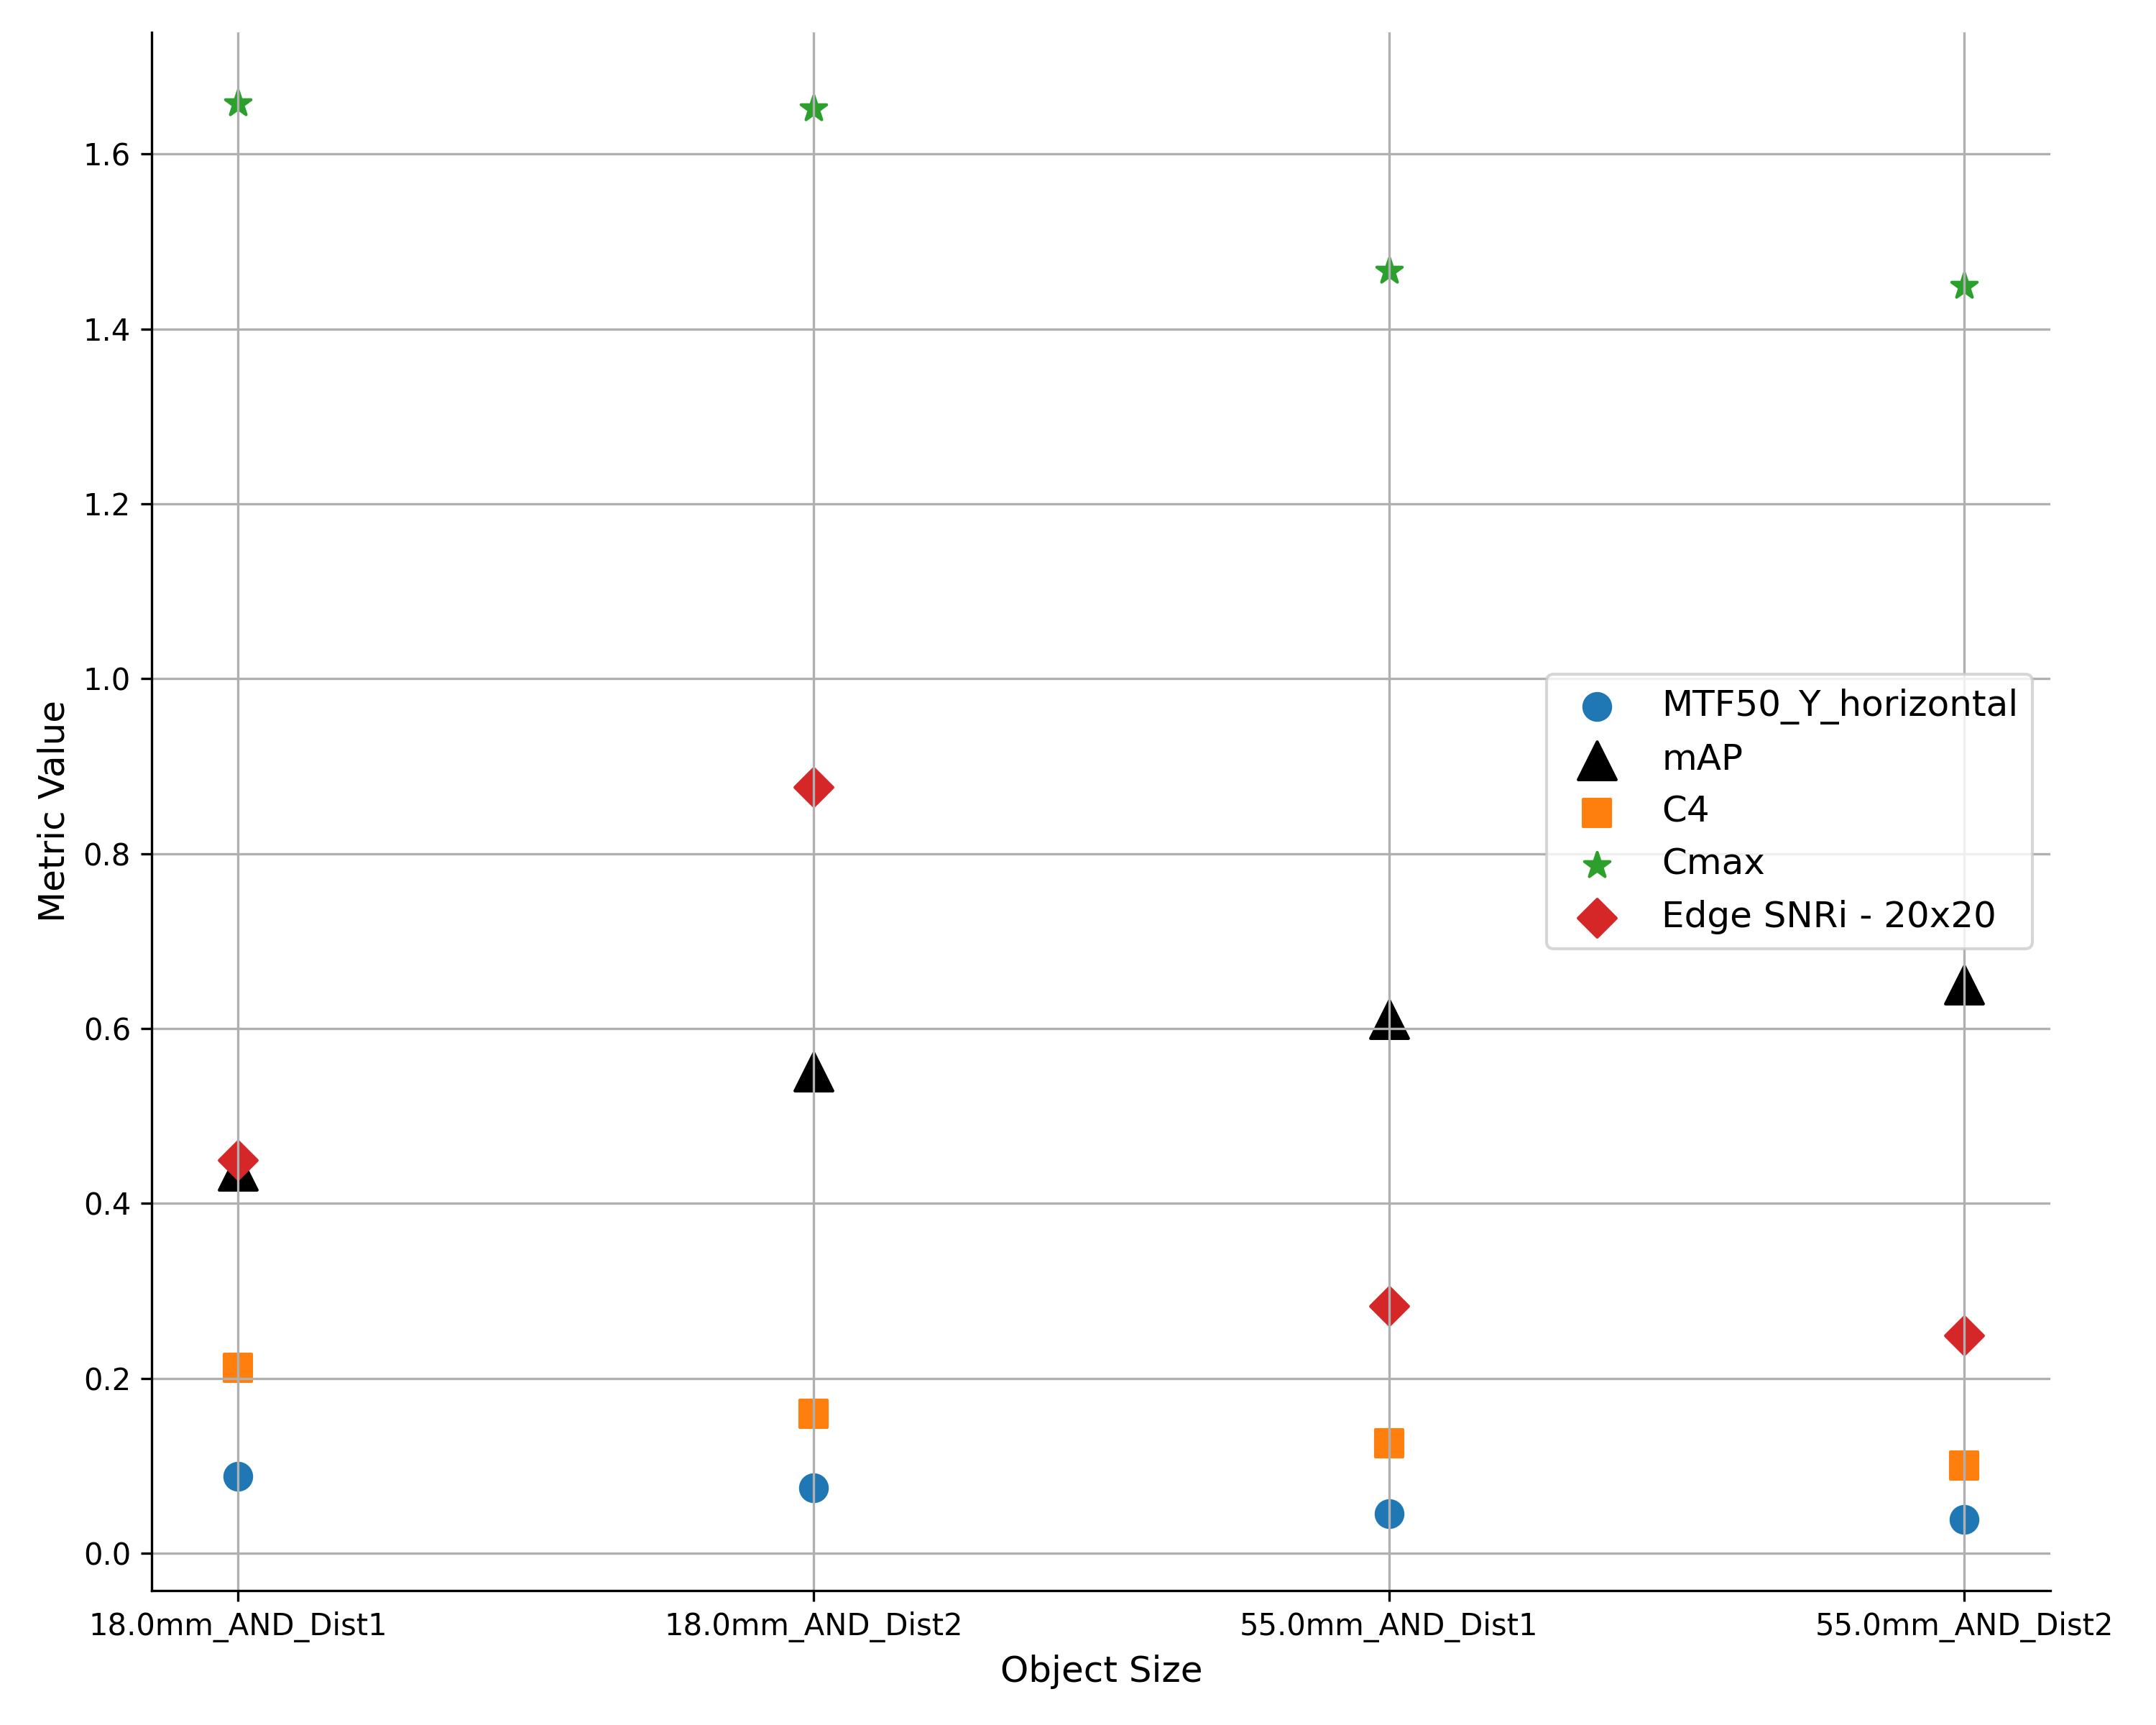 1.6
1.4
1.2
1.0
0.8
0.6
0.4
0.2
0.0
Metric Value
MTF50_Y_horizontal
mAP
C4
Cmax
Edge SNRi - 20x20
18.0mm_AND_Dist1
18.0mm_AND_Dist2
55.0mm_AND_Dist1
55.0mm_AND_Dist2
Object Size